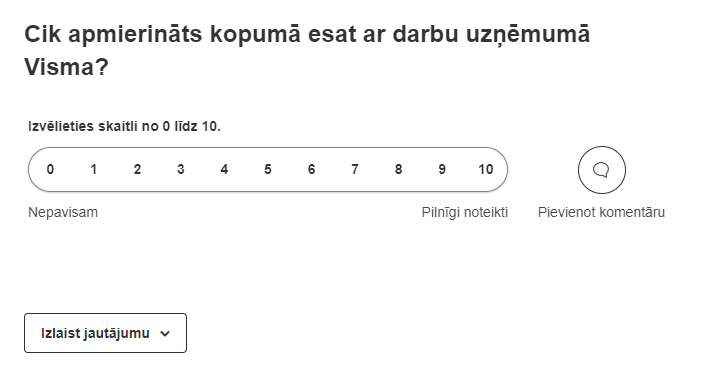 Cik apmierināts kopumā esat ar darbu uzņēmumā
Visma?
Izvēlieties skaitli no 0 līdz 10.
0 1 2 3 4 5 6 7 8 9 10
Nepavisam Pilnīgi noteikti Pievienot komentāru
Izlaist jautājumu